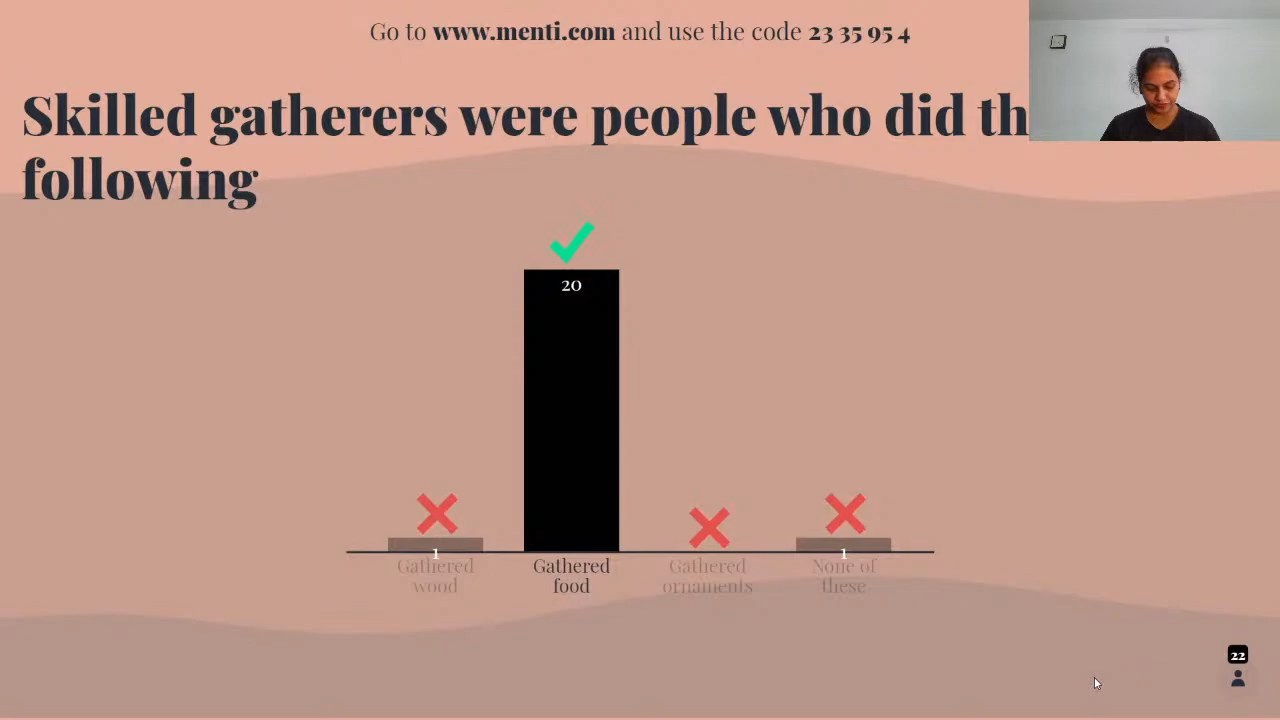 Go to www.menti.com and use the code 23 35 95 4
Skilled gatherers were people who did th
following
20
1
1
Gathered
wood
Gathered
food
Gathered
ornaments
None of
these
22